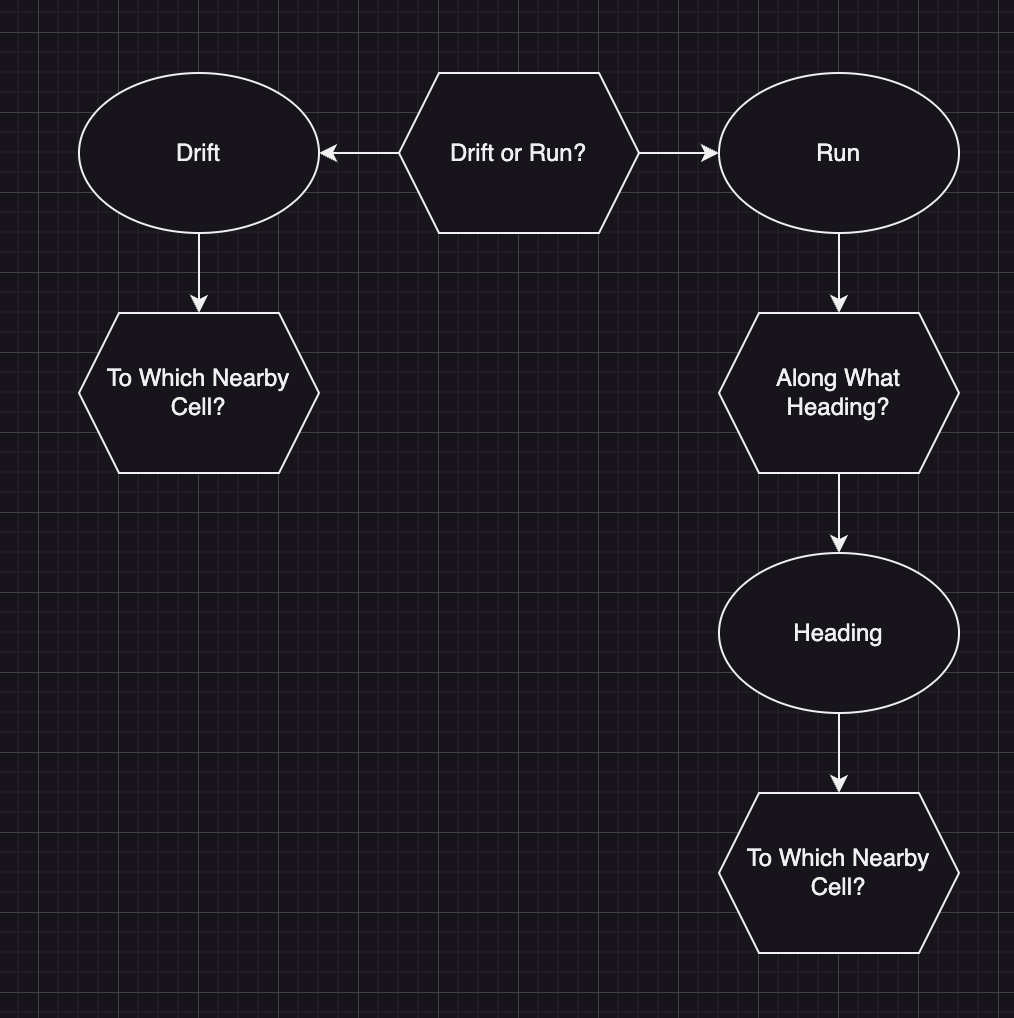 Drift
Drift or Run?
Run
To Which Nearby
Cell?
Along What
Heading?
Heading
To Which Nearby
Cell?